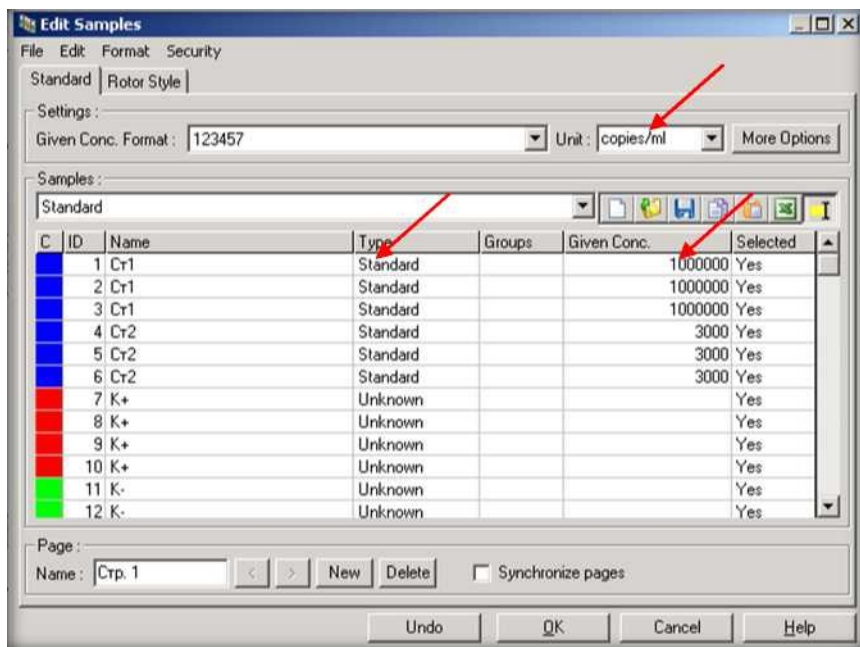 Edit Samples
File Edit Format Security
Standard Rotor Style
Settings :
Given Conc. Format : 123457 Unit : copies/ml More Options
Samples :
Standard
C ID Name Type Groups Given Conc. Selected
1 Ст1 Standard 1000000 Yes
2 Ст1 Standard 1000000 Yes
3 Ст1 Standard 1000000 Yes
4 Ст2 Standard 3000 Yes
5 Ст2 Standard 3000 Yes
6 Ст2 Standard 3000 Yes
7 К+ Unknown Yes
8 К+ Unknown Yes
9 К+ Unknown Yes
10 К+ Unknown Yes
11 К- Unknown Yes
12 К- Unknown Yes
Page :
Name : Стр. 1 < > New Delete Synchronize pages
Undo OK Cancel Help